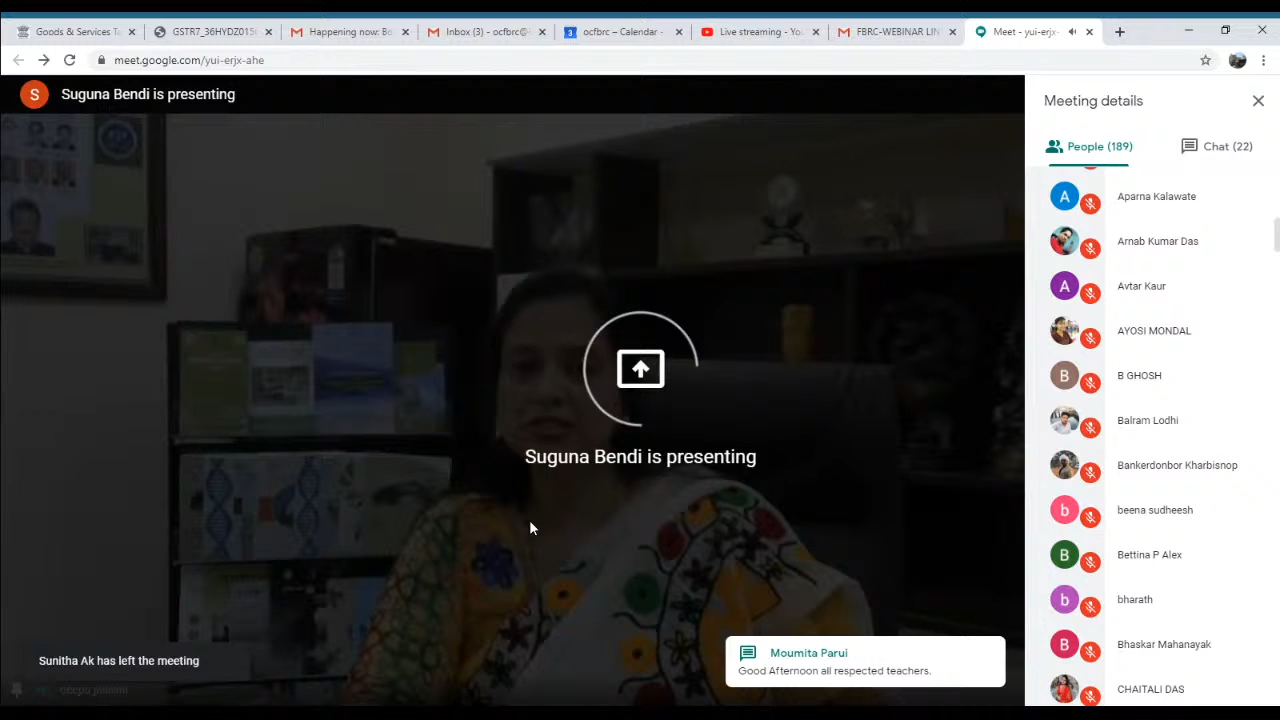 Goods & Services T
GSTR7_36HYDZ015
Happening now: Bo
Inbox (3) - ocfbrc
3
ocfbrc – Calendar -
Live streaming - Yo
FBRC-WEBINAR LIN
Meet - yui-erjx-
meet.google.com/yui-erjx-ahe
S
Suguna Bendi is presenting
Meeting details
People (189)
Chat (22)
A
Aparna Kalawate
Arnab Kumar Das
A
Avtar Kaur
AYOSI MONDAL
B
B GHOSH
Balram Lodhi
Suguna Bendi is presenting
Bankerdonbor Kharbisnop
b
beena sudheesh
B
Bettina P Alex
b
bharath
B
Bhaskar Mahanayak
CHAITALI DAS
Moumita Parui
Good Afternoon all respected teachers.
Sunitha Ak has left the meeting